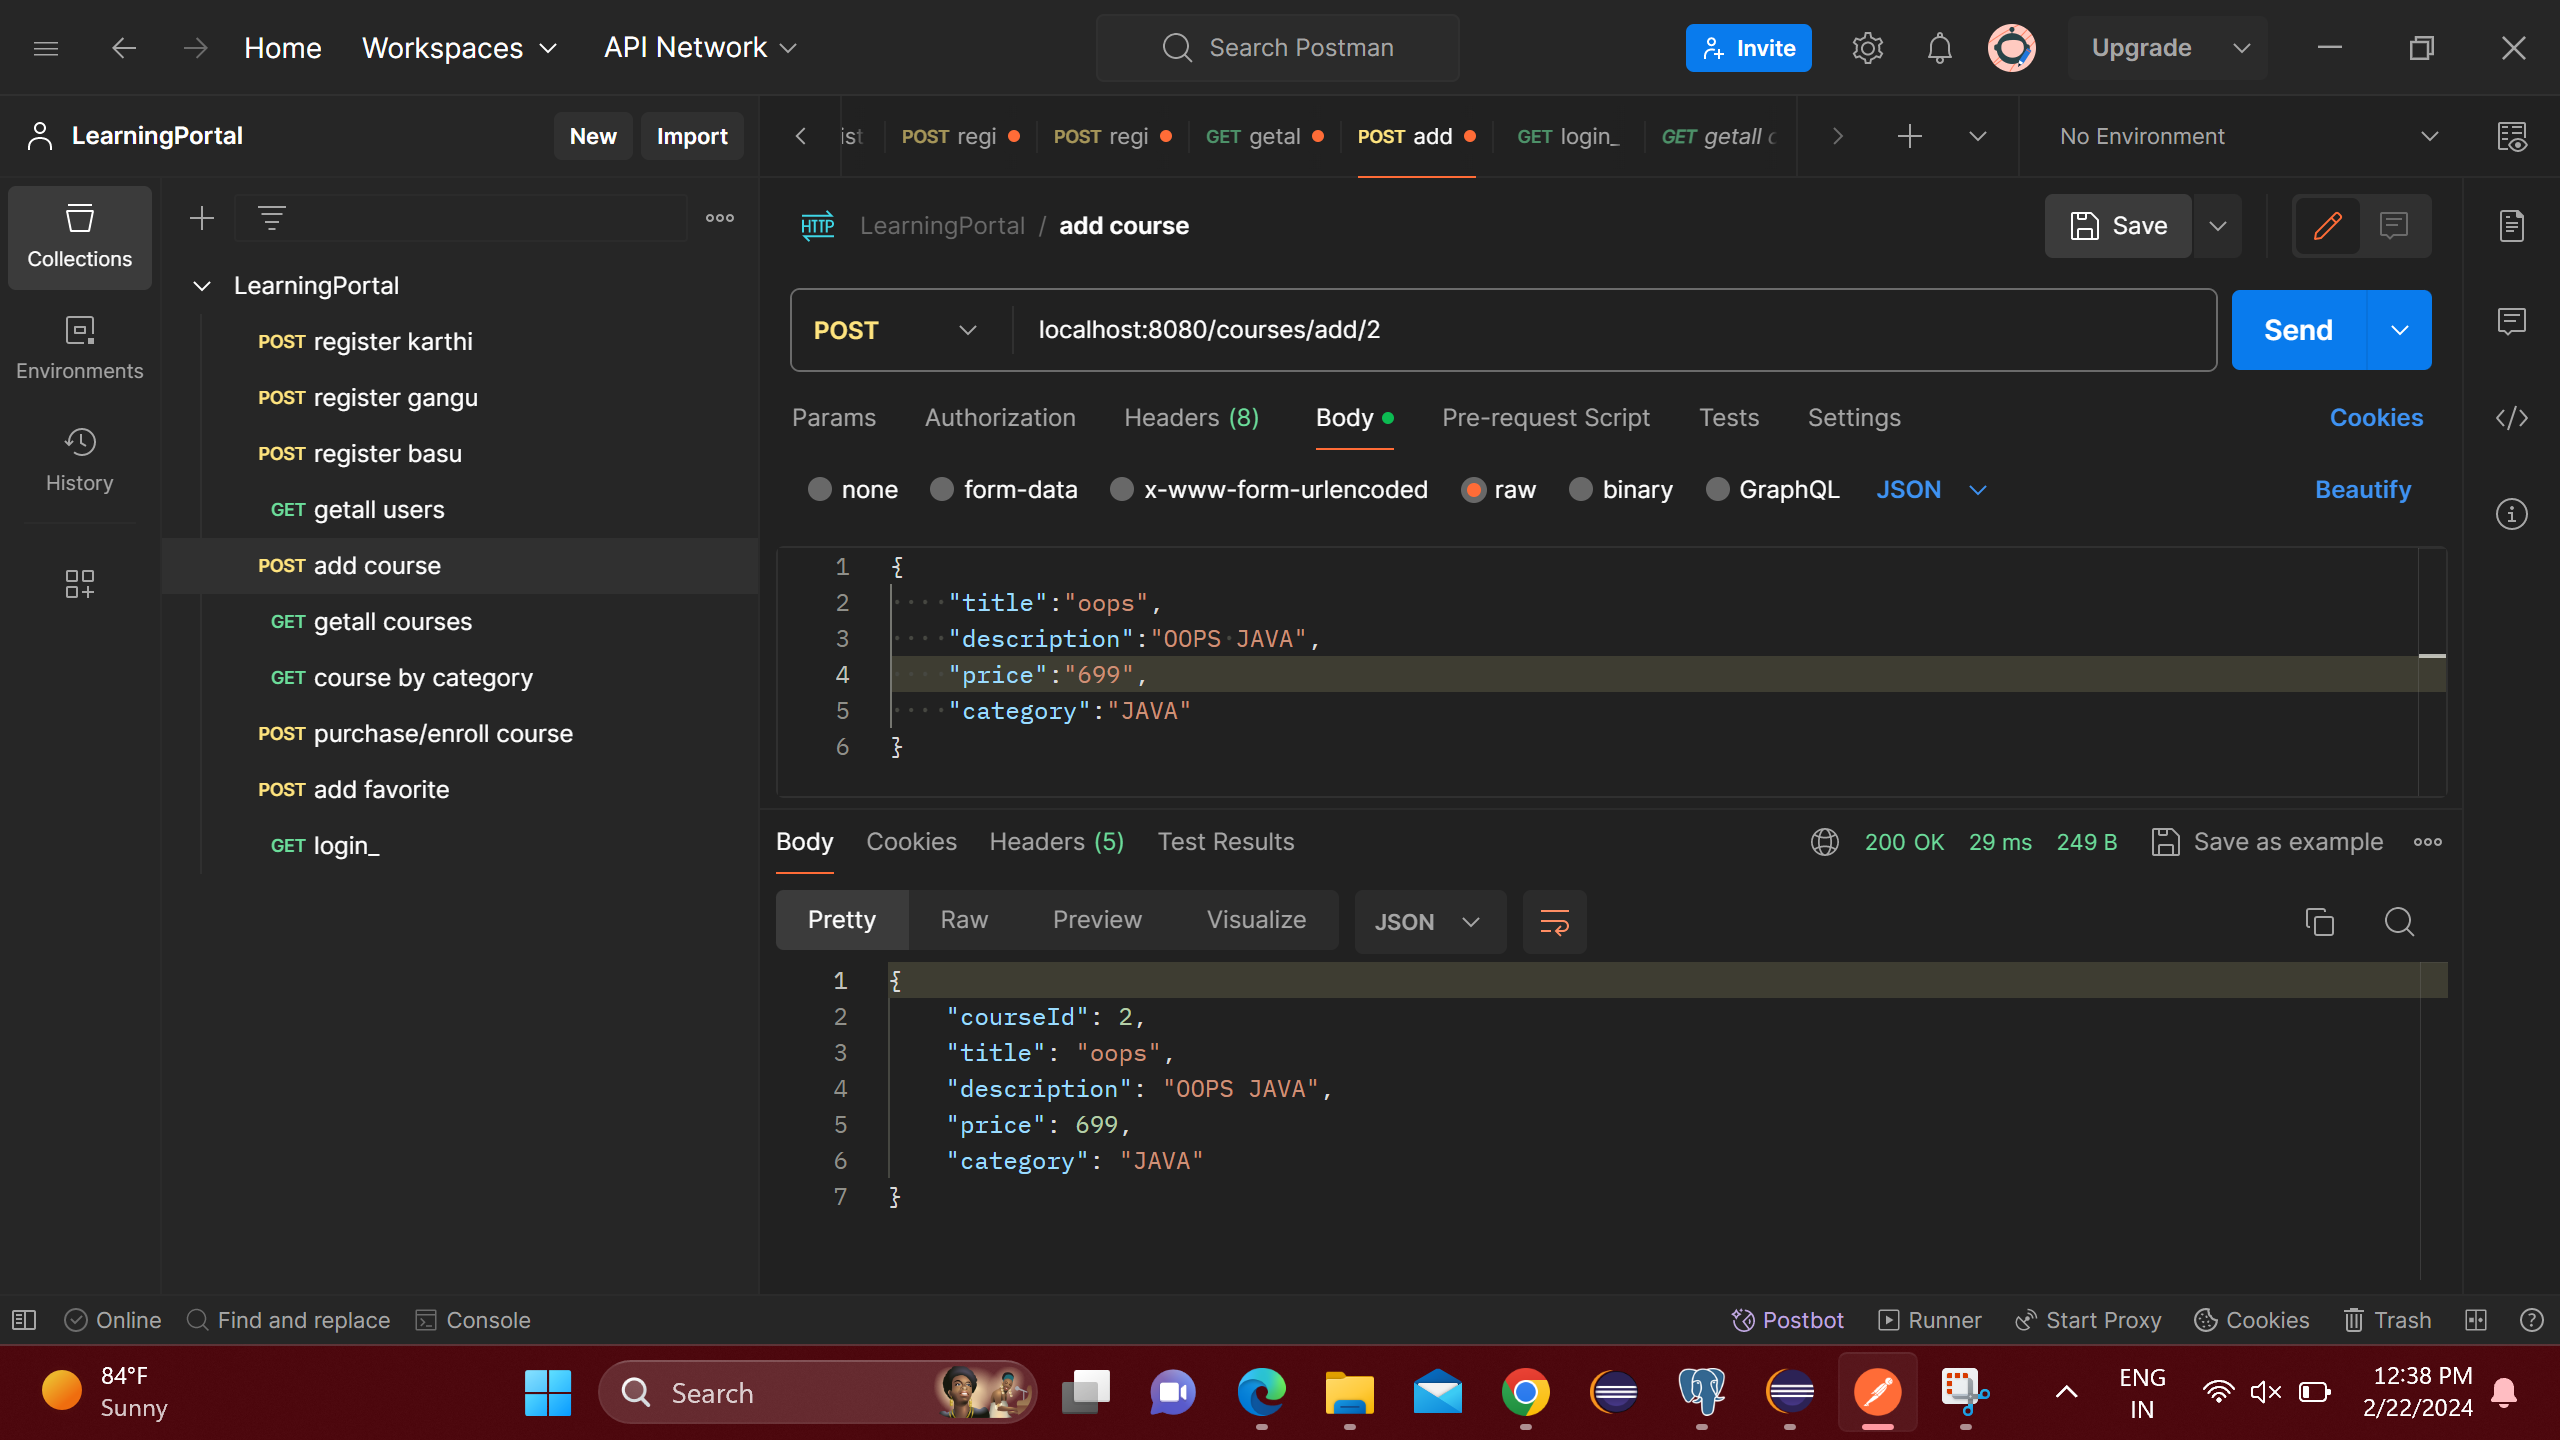 Home Workspaces API Network Search Postman Invite Upgrade
LearningPortal New Import
ist POST regi POST regi GET getal POST add GET login_ GET getall c No Environment
Collections
Environments
History
LearningPortal
POST register karthi
POST register gangu
POST register basu
GET getall users
POST add course
GET getall courses
GET course by category
POST purchase/enroll course
POST add favorite
GET login_
HTTP LearningPortal / add course Save
POST localhost:8080/courses/add/2 Send
Params Authorization Headers (8) Body Pre-request Script Tests Settings Cookies
none form-data x-www-form-urlencoded raw binary GraphQL JSON Beautify
1 {
2 "title":"oops",
3 "description":"OOPS JAVA",
4 "price":"699",
5 "category":"JAVA"
6 }
Body Cookies Headers (5) Test Results 200 OK 29 ms 249 B Save as example
Pretty Raw Preview Visualize JSON
1 {
2 "courseId": 2,
3 "title": "oops",
4 "description": "OOPS JAVA",
5 "price": 699,
6 "category": "JAVA"
7 }
Online Find and replace Console Postbot Runner Start Proxy Cookies Trash
84°F
Sunny
Search
ENG
IN
12:38 PM
2/22/2024